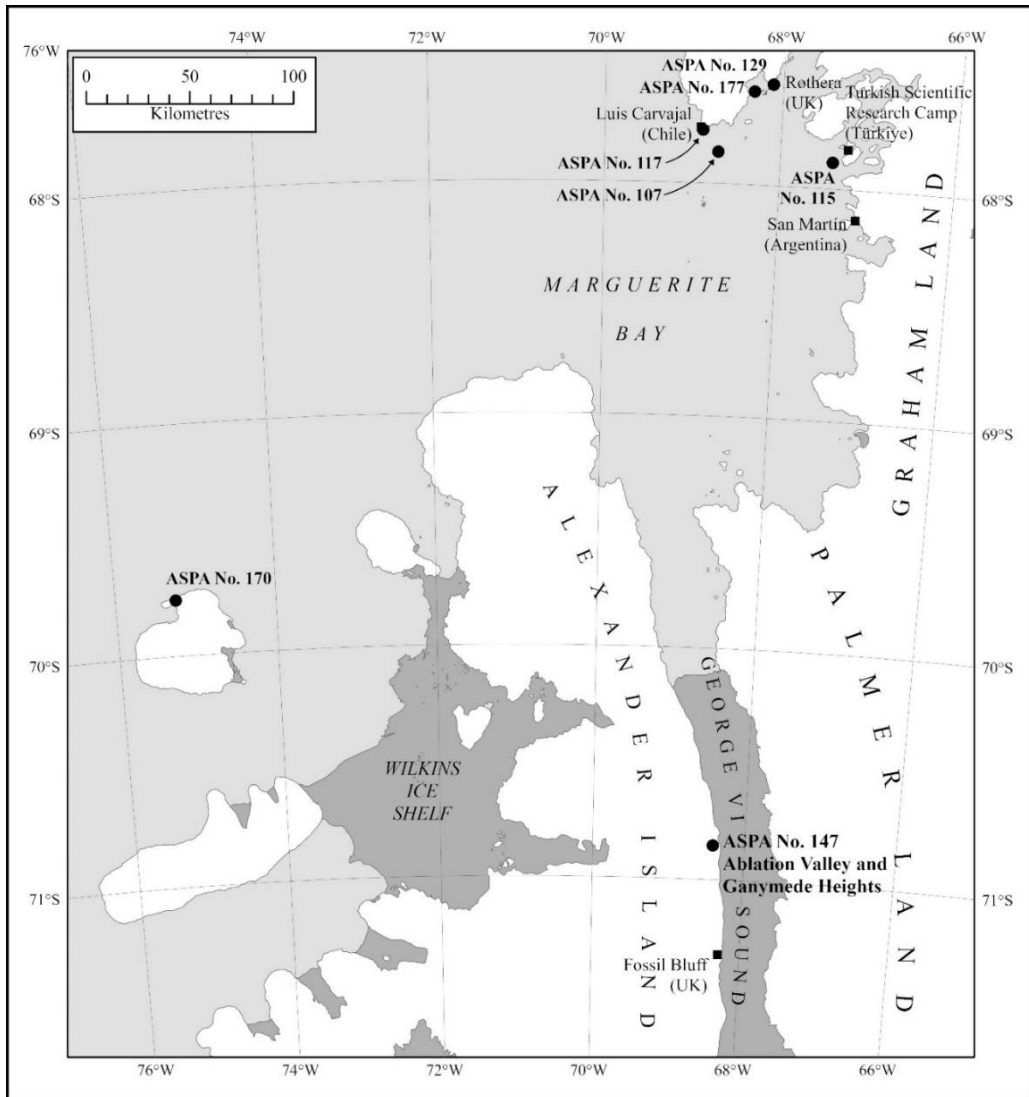 76°W
74°W
72°W
70°W
68°W
66°W
0
50
100
Kilometres
ASPA No. 129
ASPA No. 177
Rothera
(UK)
Turkish Scientific
Research Camp
(Türkiye)
Luis Carvajal
(Chile)
ASPA No. 117
ASPA No. 107
ASPA
No. 115
San Martín
(Argentina)
68°S
68°S
MARGUERITE
BAY
GRAHAM LAND
69°S
69°S
ALEXANDER ISLAND
PALMER LAND
ASPA No. 170
70°S
70°S
GEORGE VI SOUND
WILKINS
ICE
SHELF
ASPA No. 147
Ablation Valley and
Ganymede Heights
71°S
71°S
Fossil Bluff
(UK)
76°W
74°W
72°W
70°W
68°W
66°W